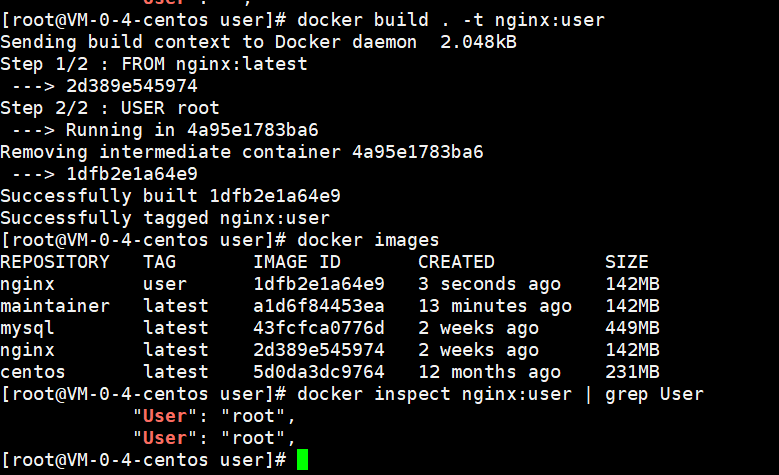 "User": "",
[root@VM-0-4-centos user]# docker build . -t nginx:user
Sending build context to Docker daemon  2.048kB
Step 1/2 : FROM nginx:latest
 ---> 2d389e545974
Step 2/2 : USER root
 ---> Running in 4a95e1783ba6
Removing intermediate container 4a95e1783ba6
 ---> 1dfb2e1a64e9
Successfully built 1dfb2e1a64e9
Successfully tagged nginx:user
[root@VM-0-4-centos user]# docker images
REPOSITORY   TAG       IMAGE ID       CREATED          SIZE
nginx        user      1dfb2e1a64e9   3 seconds ago    142MB
maintainer   latest    a1d6f84453ea   13 minutes ago   142MB
mysql        latest    43fcfca0776d   2 weeks ago      449MB
nginx        latest    2d389e545974   2 weeks ago      142MB
centos       latest    5d0da3dc9764   12 months ago    231MB
[root@VM-0-4-centos user]# docker inspect nginx:user | grep User
            "User": "root",
            "User": "root",
[root@VM-0-4-centos user]#